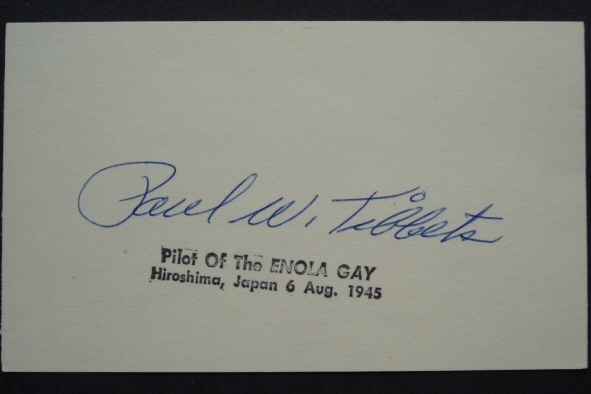 Paul W. Tibbets
Pilot Of The ENOLA GAY
Hiroshima, Japan 6 Aug. 1945